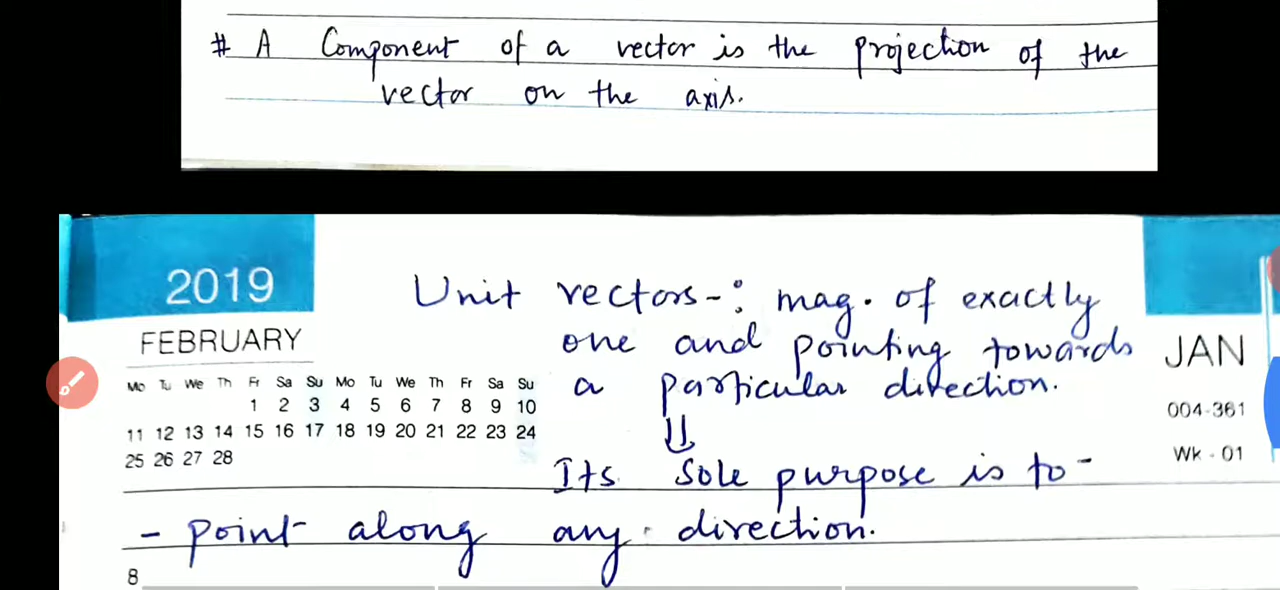 # A Component of a vector is the projection of the
vector on the axis.
2019
FEBRUARY
Mo Tu We Th Fr Sa Su Mo Tu We Th Fr Sa Su
1 2 3 4 5 6 7 8 9 10
11 12 13 14 15 16 17 18 19 20 21 22 23 24
25 26 27 28
Unit vectors-: mag. of exactly
one and pointing towards
a particular direction.
⇓
Its Sole purpose is to-
- point along any direction.
JAN
004-361
Wk - 01
8